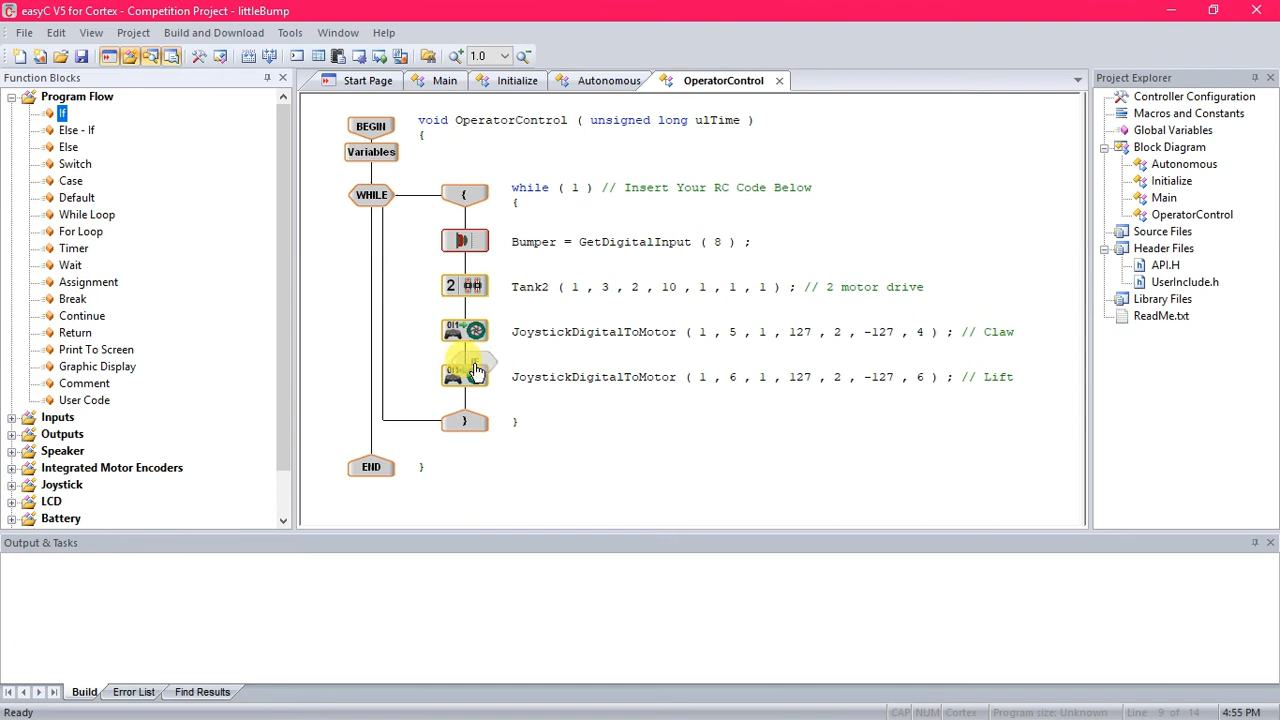 easyC V5 for Cortex - Competition Project - littleBump
File Edit View Project Build and Download Tools Window Help
1.0
Function Blocks
Program Flow
If
Else - If
Else
Switch
Case
Default
While Loop
For Loop
Timer
Wait
Assignment
Break
Continue
Return
Print To Screen
Graphic Display
Comment
User Code
Inputs
Outputs
Speaker
Integrated Motor Encoders
Joystick
LCD
Battery
Start Page Main Initialize Autonomous OperatorControl
BEGIN void OperatorControl ( unsigned long ulTime )
{
Variables
WHILE { while ( 1 ) // Insert Your RC Code Below
{
Bumper = GetDigitalInput ( 8 ) ;
2 Tank2 ( 1 , 3 , 2 , 10 , 1 , 1 , 1 ) ; // 2 motor drive
JoystickDigitalToMotor ( 1 , 5 , 1 , 127 , 2 , -127 , 4 ) ; // Claw
JoystickDigitalToMotor ( 1 , 6 , 1 , 127 , 2 , -127 , 6 ) ; // Lift
} }
END }
Project Explorer
Controller Configuration
Macros and Constants
Global Variables
Block Diagram
Autonomous
Initialize
Main
OperatorControl
Source Files
Header Files
API.H
UserInclude.h
Library Files
ReadMe.txt
Output & Tasks
Build Error List Find Results
Ready CAP NUM Cortex Program size: Unknown Line 9 of 14 4:55 PM